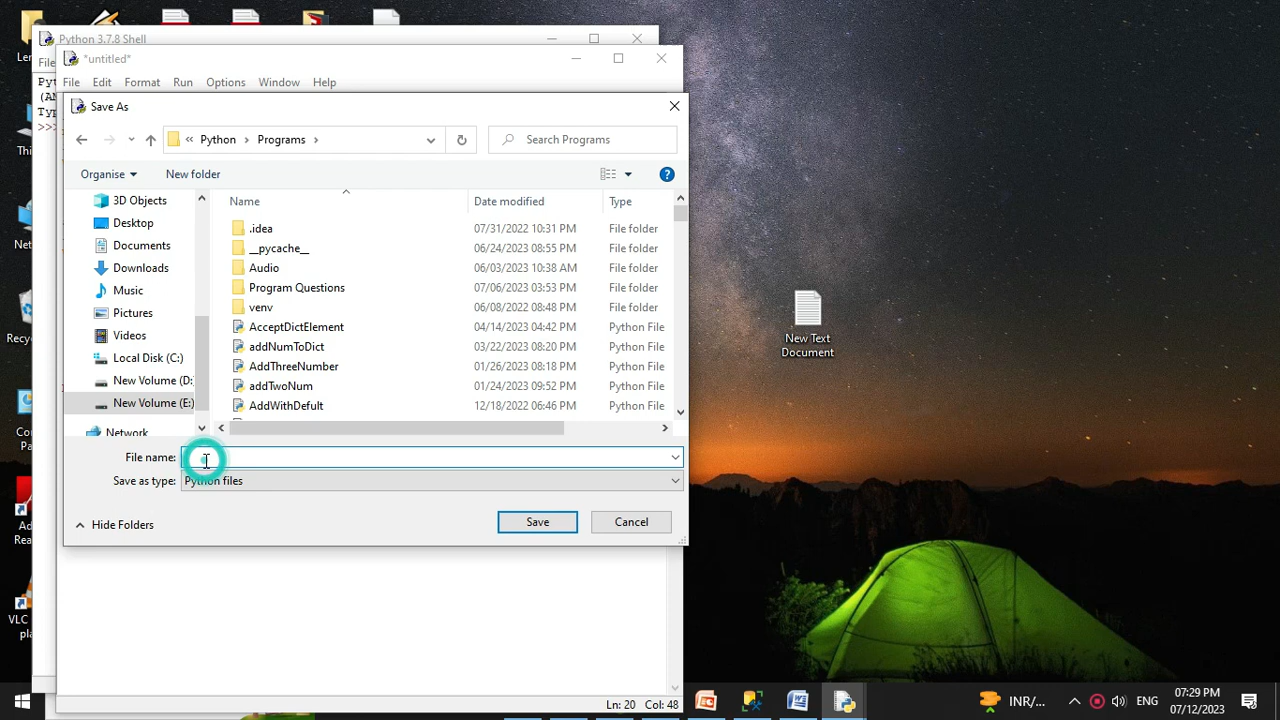 Python 3.7.8 Shell
*untitled*
File Edit Format Run Options Window Help
Save As
Python Programs
Search Programs
Organise New folder
Name Date modified Type
3D Objects
Desktop
Documents
Downloads
Music
Pictures
Videos
Local Disk (C:)
New Volume (D:
New Volume (E:)
Network
.idea 07/31/2022 10:31 PM File folder
__pycache__ 06/24/2023 08:55 PM File folder
Audio 06/03/2023 10:38 AM File folder
Program Questions 07/06/2023 03:53 PM File folder
venv 06/08/2022 08:48 PM File folder
AcceptDictElement 04/14/2023 04:42 PM Python File
addNumToDict 03/22/2023 08:20 PM Python File
AddThreeNumber 01/26/2023 08:18 PM Python File
addTwoNum 01/24/2023 09:52 PM Python File
AddWithDefult 12/18/2022 06:46 PM Python File
File name:
Save as type: Python files
Hide Folders
Save Cancel
New Text
Document
Ln: 20 Col: 48
INR/...
ENG
07:29 PM
07/12/2023